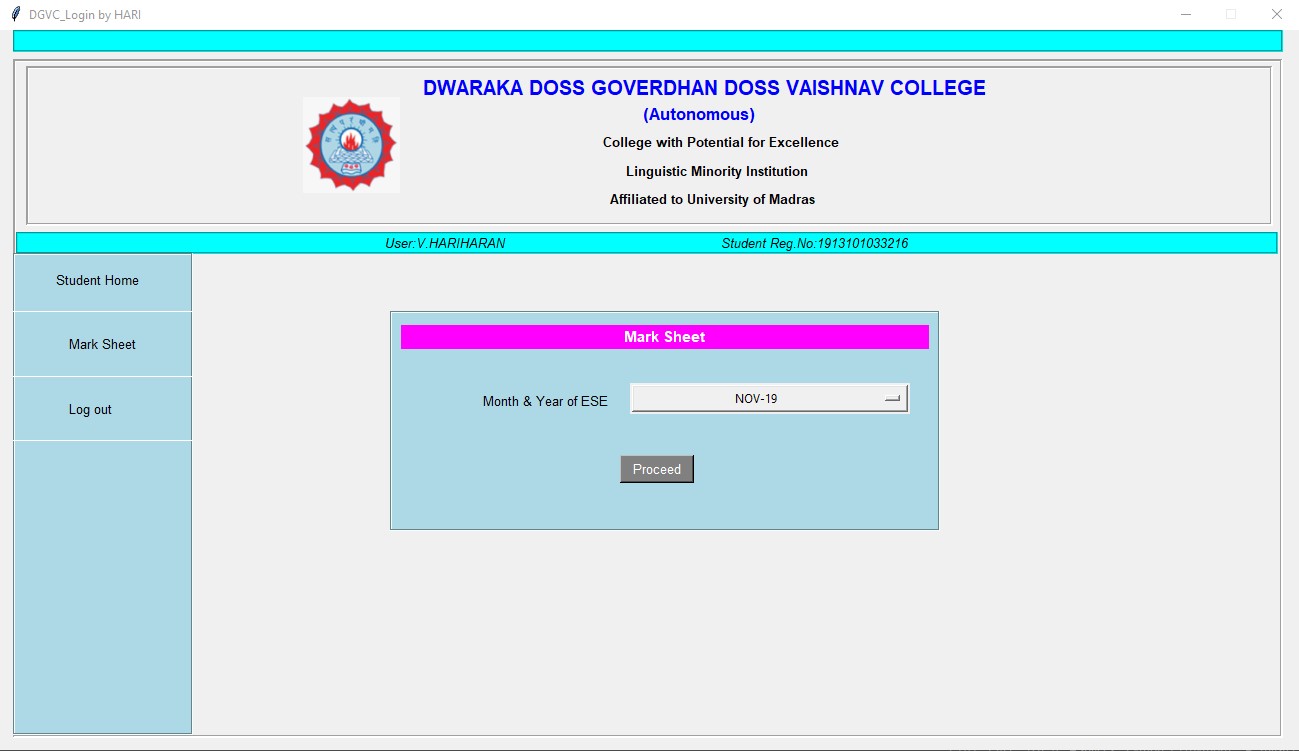 DGVC_Login by HARI
DWARAKA DOSS GOVERDHAN DOSS VAISHNAV COLLEGE
(Autonomous)
College with Potential for Excellence
Linguistic Minority Institution
Affiliated to University of Madras
User:V.HARIHARAN Student Reg.No:1913101033216
Student Home
Mark Sheet
Log out
Mark Sheet
Month & Year of ESE NOV-19
Proceed